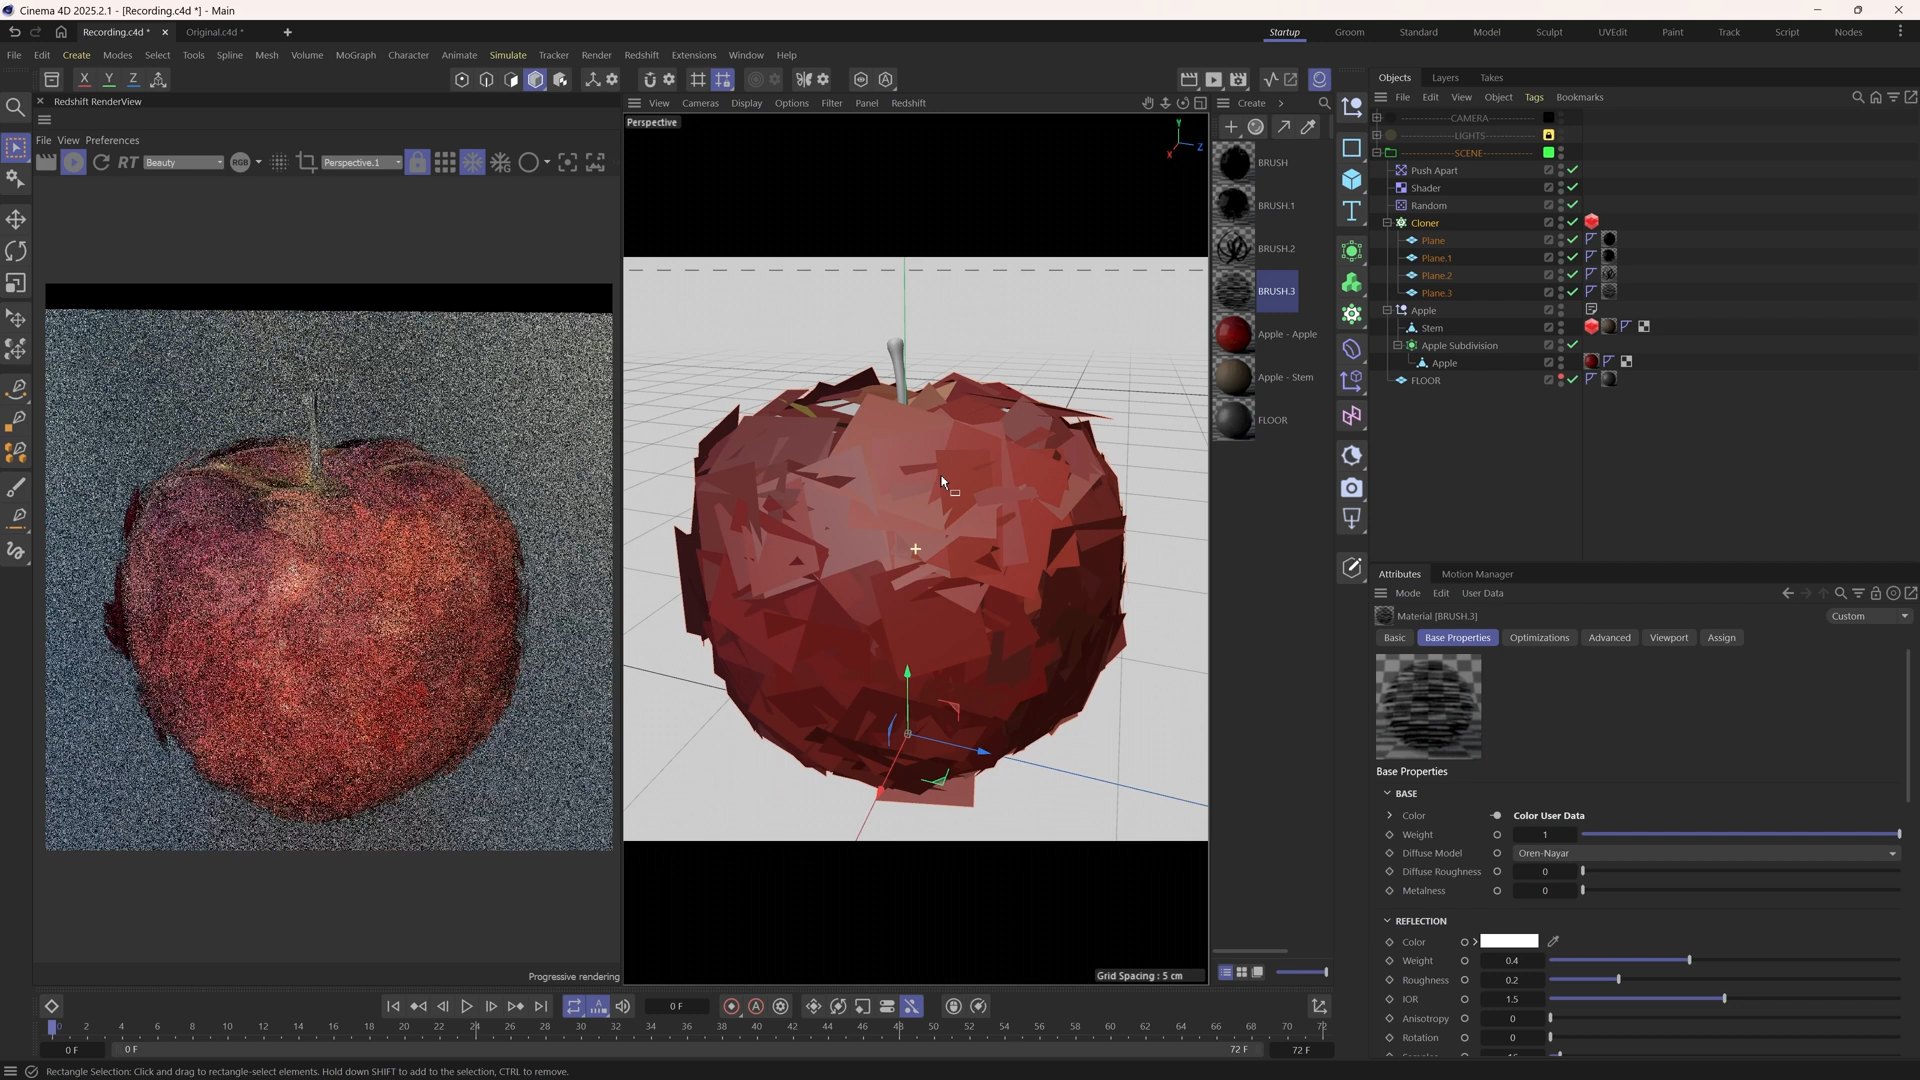 Cinema 4D 2025.2.1 - [Recording.c4d *] - Main
Recording.c4d *
Original.c4d *
Startup
Groom
Standard
Model
Sculpt
UVEdit
Paint
Track
Script
Nodes
File Edit Create Modes Select Tools Spline Mesh Volume MoGraph Character Animate Simulate Tracker Render Redshift Extensions Window Help
X Y Z
Redshift RenderView
File View Preferences
RT
Beauty
RGB
Perspective.1
Progressive rendering
View Cameras Display Options Filter Panel Redshift
Perspective
Y
Z
X
Grid Spacing : 5 cm
Create
BRUSH
BRUSH.1
BRUSH.2
BRUSH.3
Apple - Apple
Apple - Stem
FLOOR
Objects Layers Takes
File Edit View Object Tags Bookmarks
CAMERA
LIGHTS
SCENE
Push Apart
Shader
Random
Cloner
Plane
Plane.1
Plane.2
Plane.3
Apple
Stem
Apple Subdivision
Apple
FLOOR
Attributes Motion Manager
Mode Edit User Data
Material [BRUSH.3]
Custom
Basic Base Properties Optimizations Advanced Viewport Assign
Base Properties
BASE
Color Color User Data
Weight 1
Diffuse Model Oren-Nayar
Diffuse Roughness 0
Metalness 0
REFLECTION
Color
Weight 0.4
Roughness 0.2
IOR 1.5
Anisotropy 0
Rotation 0
0 F
0 2 4 6 8 10 12 14 16 18 20 22 24 26 28 30 32 34 36 38 40 42 44 46 48 50 52 54 56 58 60 62 64 66 68 70 72
0 F
0 F
72 F
72 F
Rectangle Selection: Click and drag to rectangle-select elements. Hold down SHIFT to add to the selection, CTRL to remove.